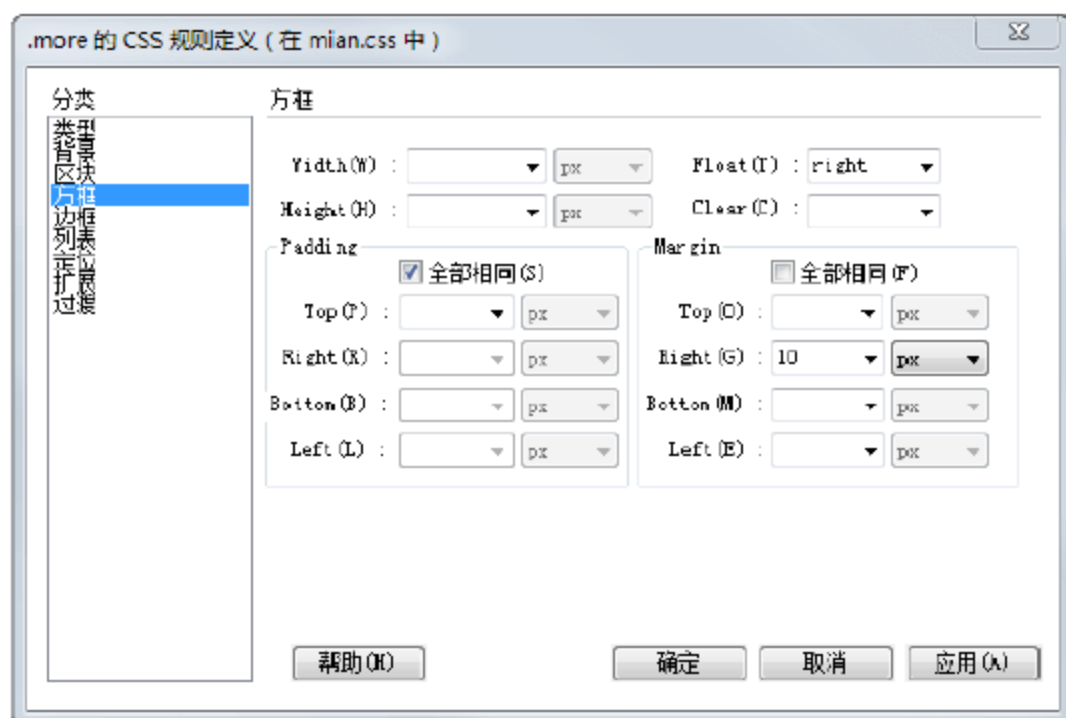 .more 的 CSS 规则定义 ( 在 mian.css 中 )
分类
类型
背景
区块
方框
边框
列表
定位
扩展
过渡
方框
Width(W) : px Float(T) : right
Height(H) : px Clear(C) :
Padding
全部相同(S)
Top(P) : px
Right(R) : px
Bottom(B) : px
Left(L) : px
Margin
全部相同(F)
Top(O) : px
Right(G) : 10 px
Bottom(M) : px
Left(E) : px
帮助(H) 确定 取消 应用(A)